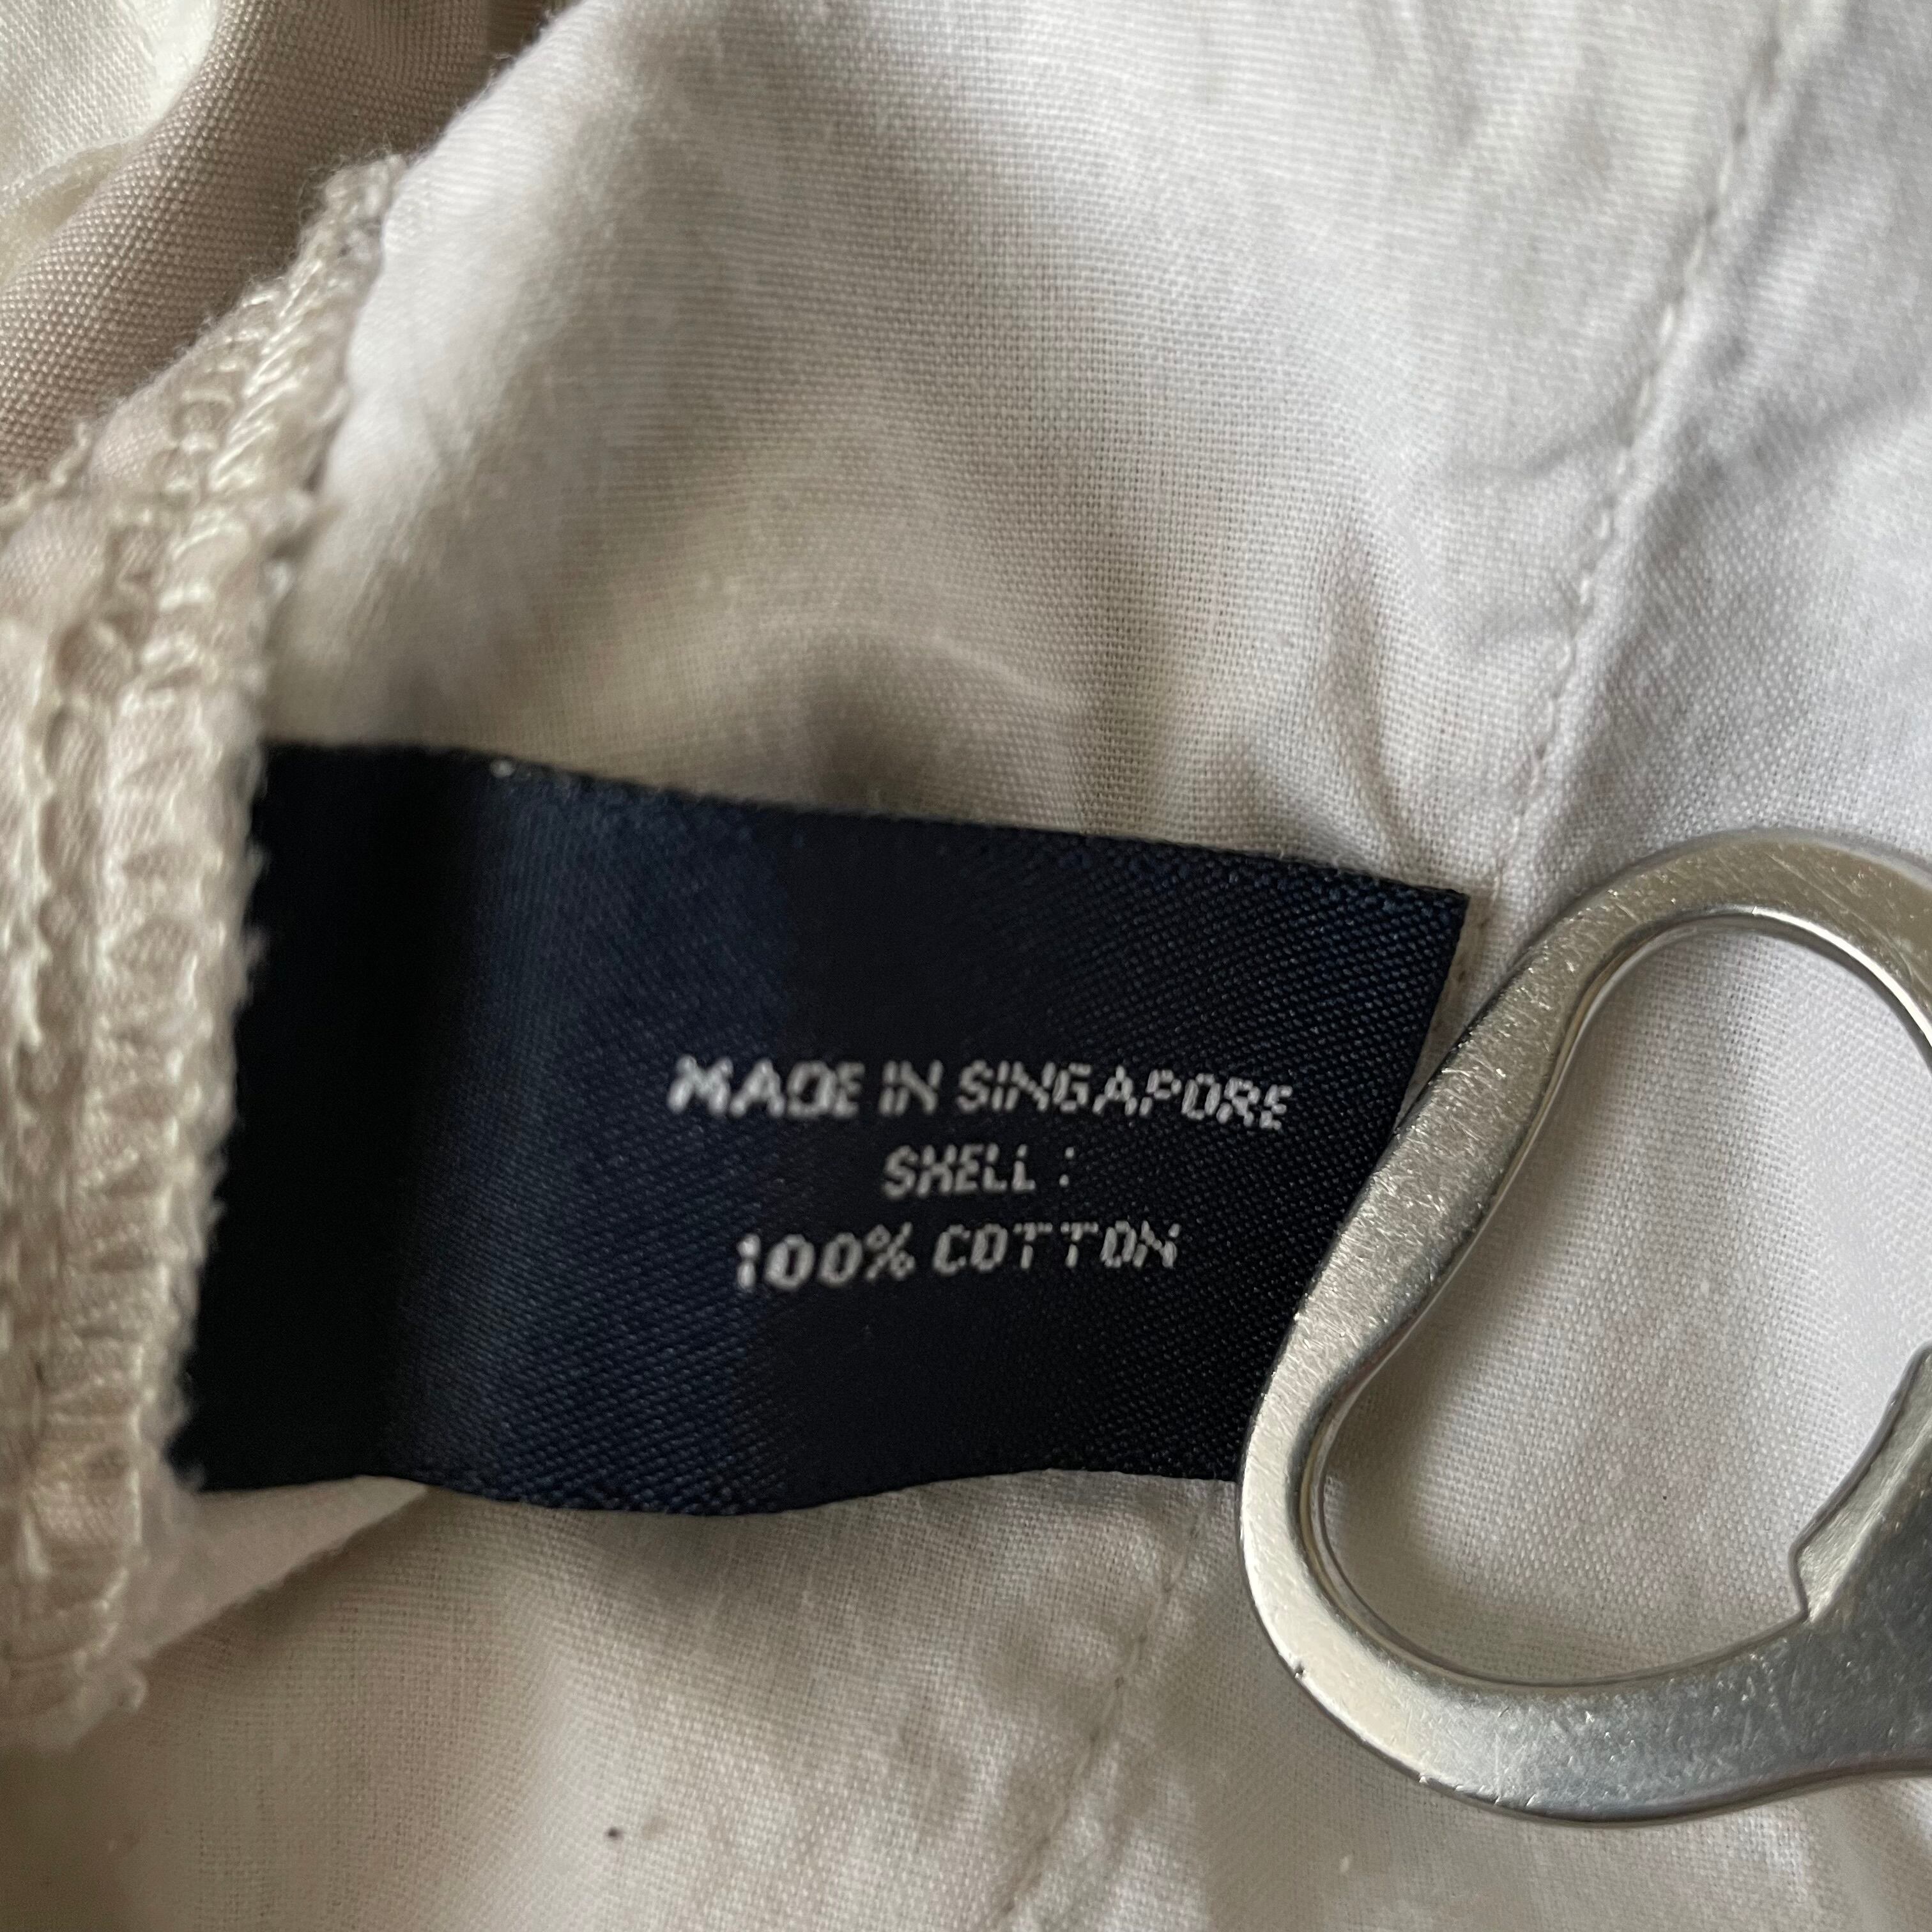 MADE IN SINGAPORE
SHELL :
100% COTTON